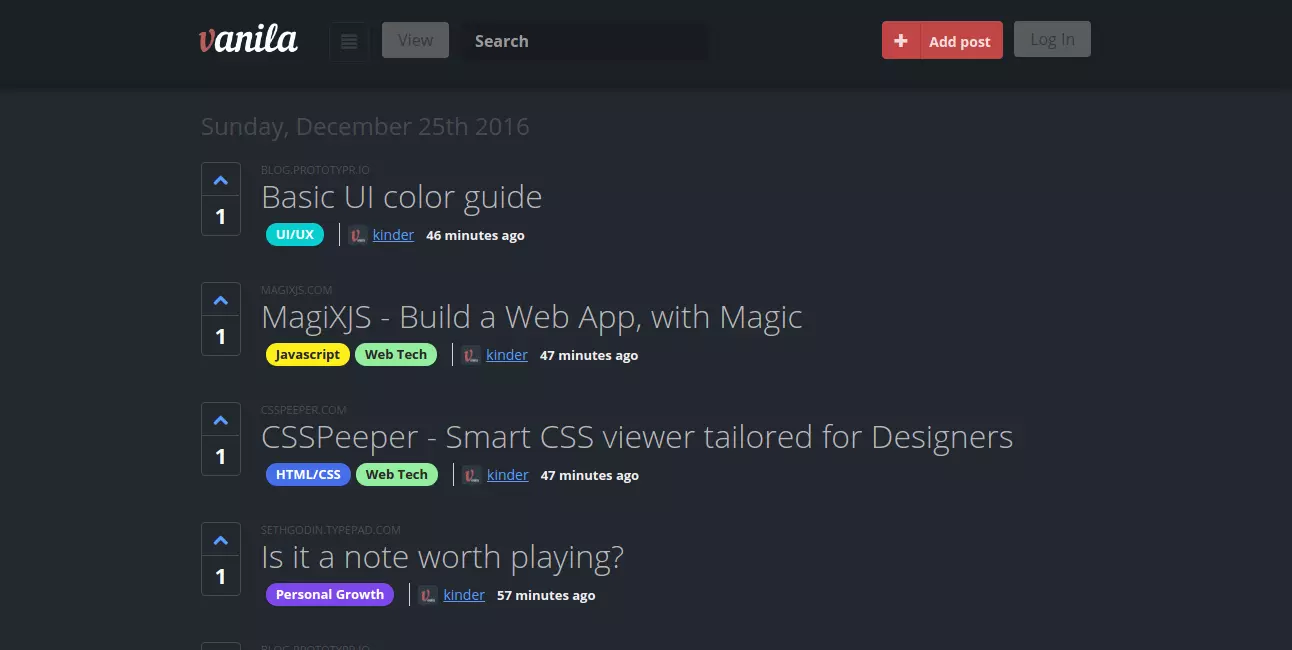 vanila View Search + Add post Log In
Sunday, December 25th 2016
BLOG.PROTOTYPR.IO
Basic UI color guide
1
UI/UX kinder 46 minutes ago
MAGIXJS.COM
MagiXJS - Build a Web App, with Magic
1
Javascript Web Tech kinder 47 minutes ago
CSSPEEPER.COM
CSSPeeper - Smart CSS viewer tailored for Designers
1
HTML/CSS Web Tech kinder 47 minutes ago
SETHGODIN.TYPEPAD.COM
Is it a note worth playing?
1
Personal Growth kinder 57 minutes ago
BLOG.PROTOTYPR.IO